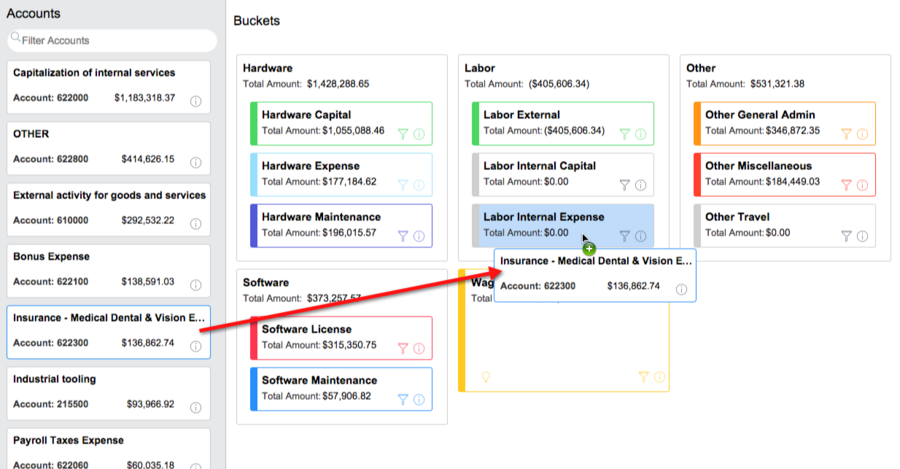 Accounts
Filter Accounts
Capitalization of internal services
Account: 622000 $1,183,318.37
OTHER
Account: 622800 $414,626.15
External activity for goods and services
Account: 610000 $292,532.22
Bonus Expense
Account: 622100 $138,591.03
Insurance - Medical Dental & Vision E...
Account: 622300 $136,862.74
Industrial tooling
Account: 215500 $93,966.92
Payroll Taxes Expense
Account: 622060 $60,035.18
Buckets
Hardware
Total Amount: $1,428,288.65
Hardware Capital
Total Amount: $1,055,088.46
Hardware Expense
Total Amount: $177,184.62
Hardware Maintenance
Total Amount: $196,015.57
Labor
Total Amount: ($405,606.34)
Labor External
Total Amount: ($405,606.34)
Labor Internal Capital
Total Amount: $0.00
Labor Internal Expense
Total Amount: $0.00
Insurance - Medical Dental & Vision E...
Account: 622300 $136,862.74
Other
Total Amount: $531,321.38
Other General Admin
Total Amount: $346,872.35
Other Miscellaneous
Total Amount: $184,449.03
Other Travel
Total Amount: $0.00
Software
Total Amount: $373,257.57
Software License
Total Amount: $315,350.75
Software Maintenance
Total Amount: $57,906.82
Wag
Total